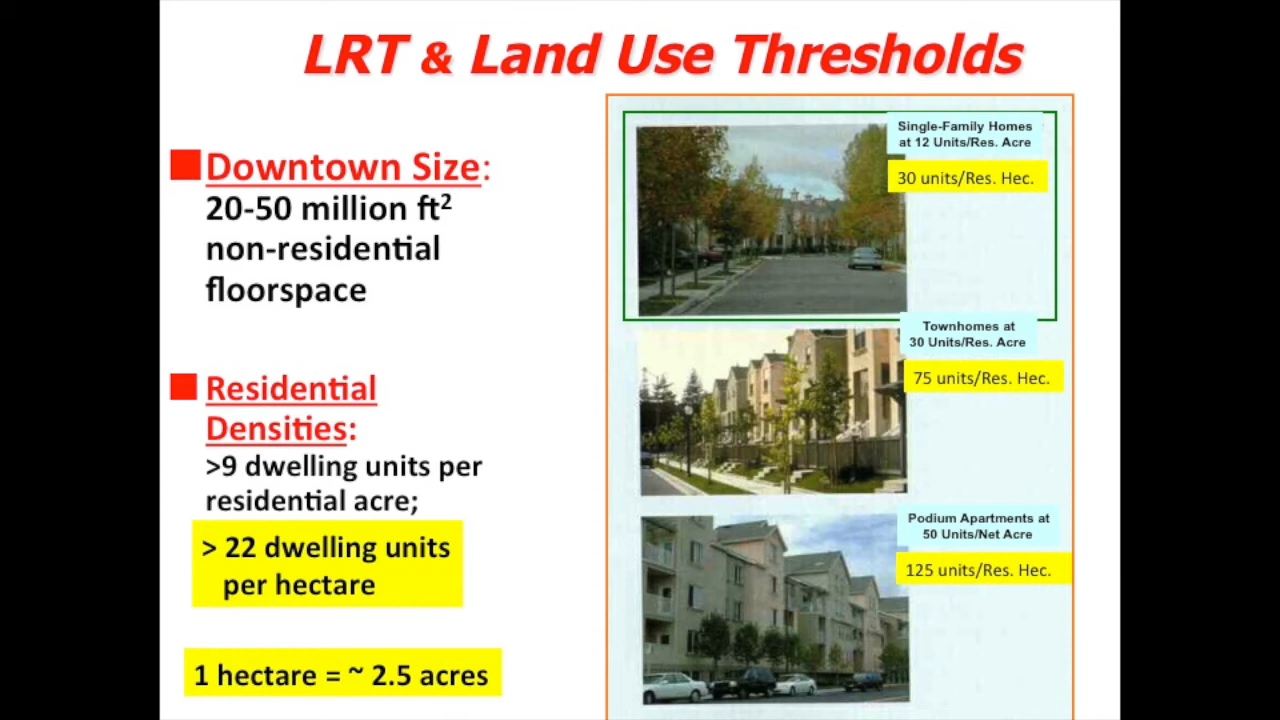 LRT & Land Use Thresholds
Downtown Size:
20-50 million ft²
non-residential
floorspace
Residential
Densities:
>9 dwelling units per
residential acre;
> 22 dwelling units
per hectare
1 hectare = ~ 2.5 acres
Single-Family Homes
at 12 Units/Res. Acre
30 units/Res. Hec.
Townhomes at
30 Units/Res. Acre
75 units/Res. Hec.
Podium Apartments at
50 Units/Net Acre
125 units/Res. Hec.